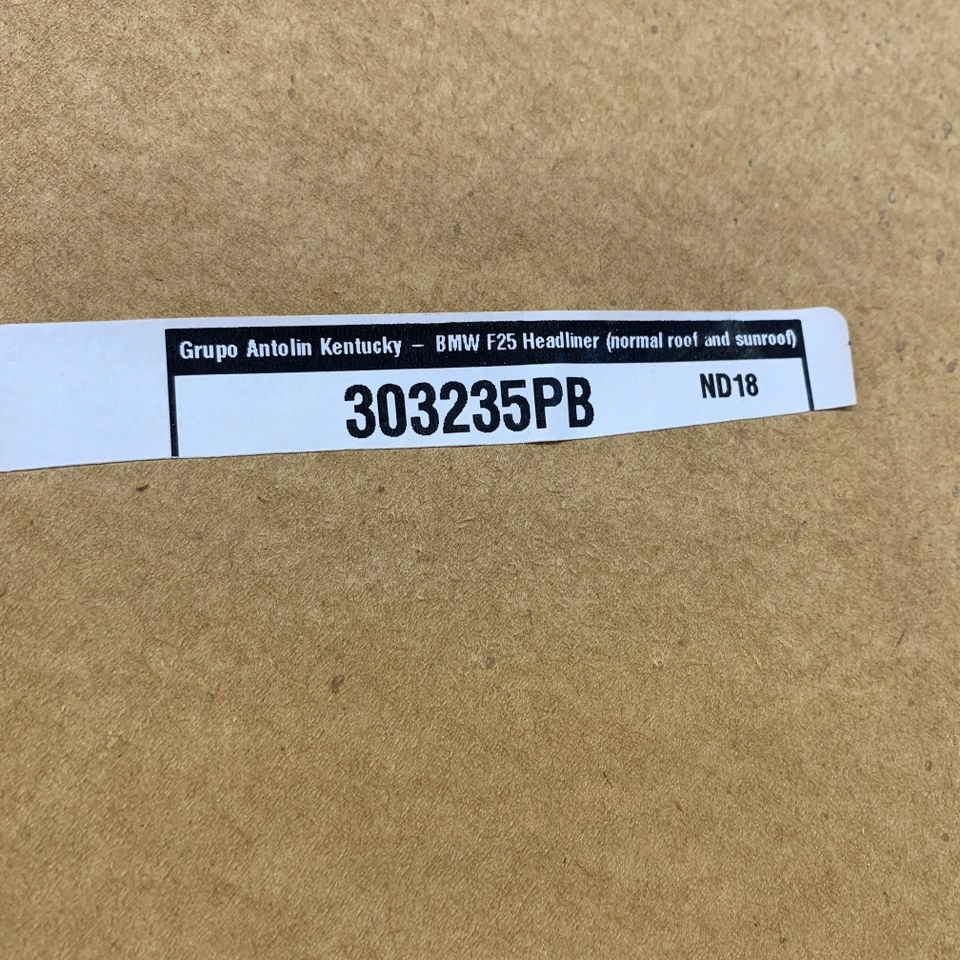 Grupo Antolin Kentucky – BMW F25 Headliner (normal roof and sunroof)
303235PB ND18